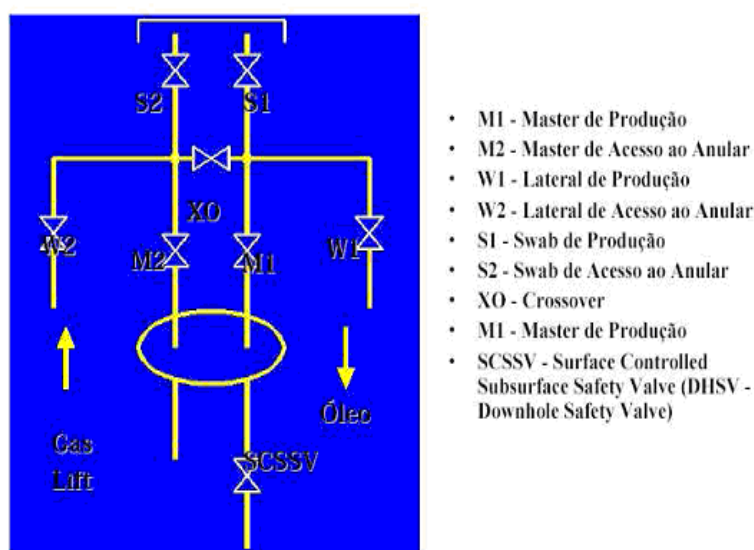 S2
S1
XO
W2
M2
M1
W1
Óleo
Gas
Lift
SCSSV
• M1 - Master de Produção
• M2 - Master de Acesso ao Anular
• W1 - Lateral de Produção
• W2 - Lateral de Acesso ao Anular
• S1 - Swab de Produção
• S2 - Swab de Acesso ao Anular
• XO - Crossover
• M1 - Master de Produção
• SCSSV - Surface Controlled
Subsurface Safety Valve (DHSV -
Downhole Safety Valve)